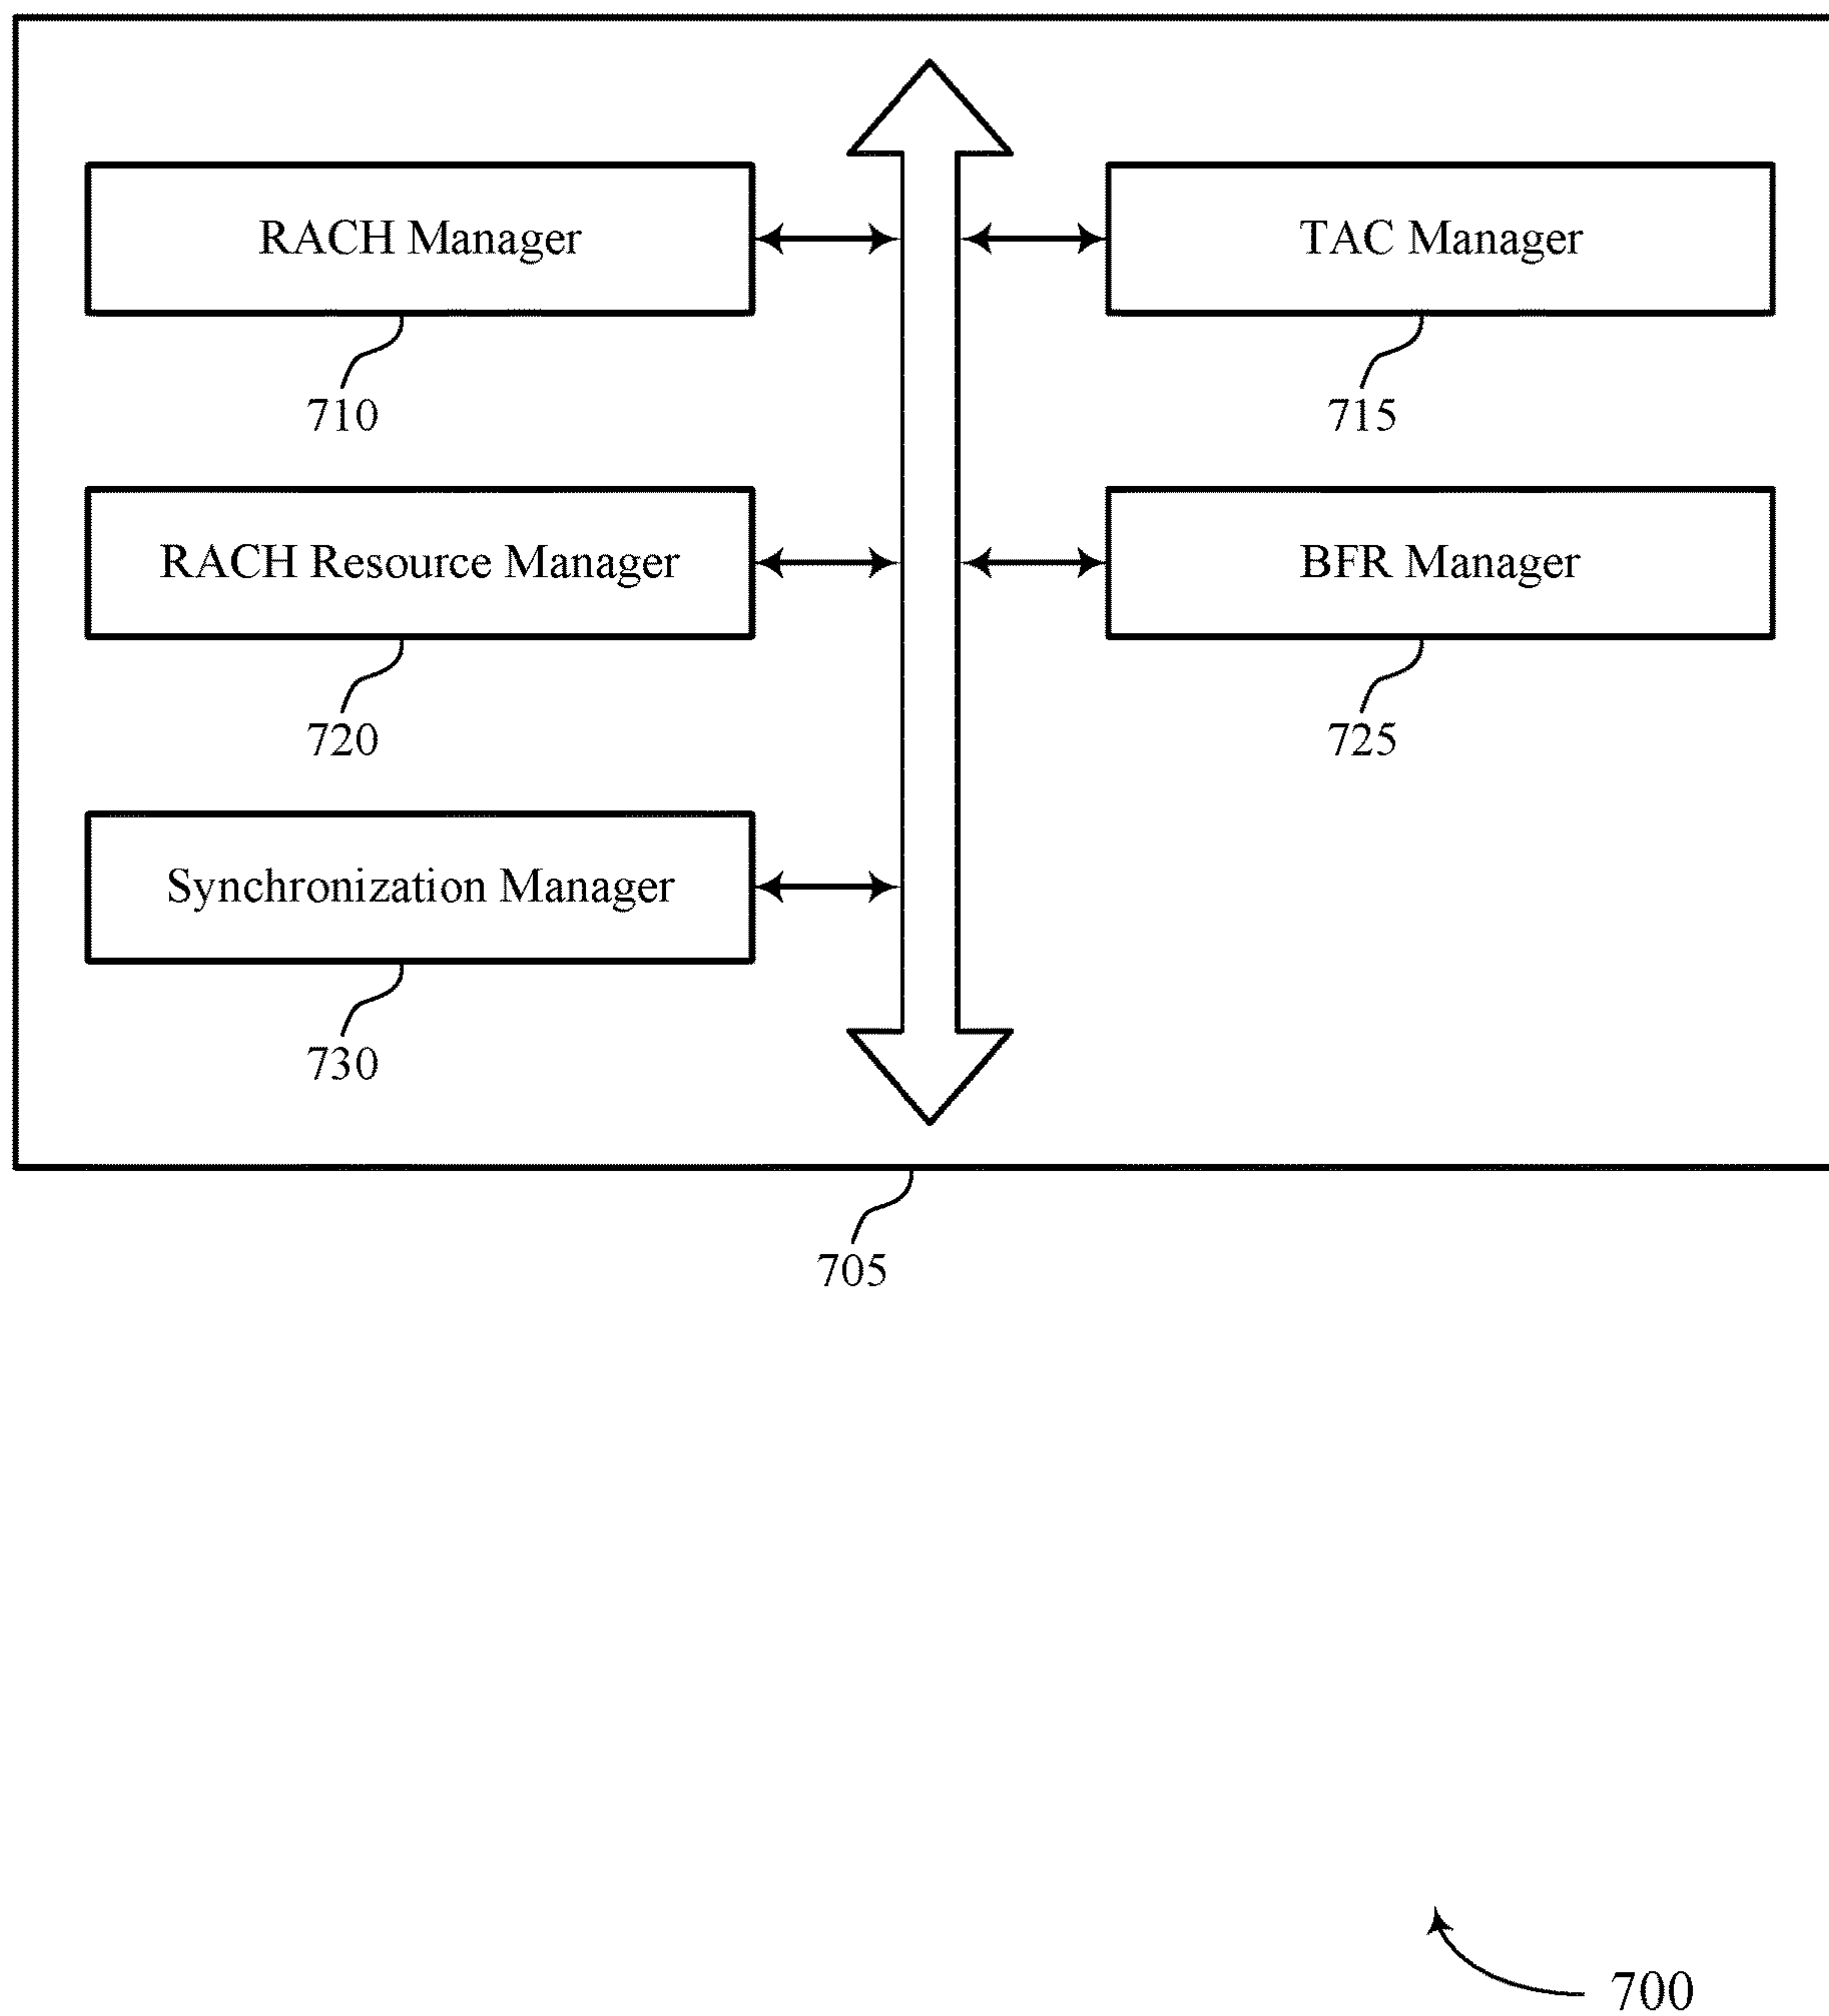 RACH Manager
TAC Manager
710
715
RACH Resource Manager
BFR Manager
720
725
Synchronization Manager
730
705
700